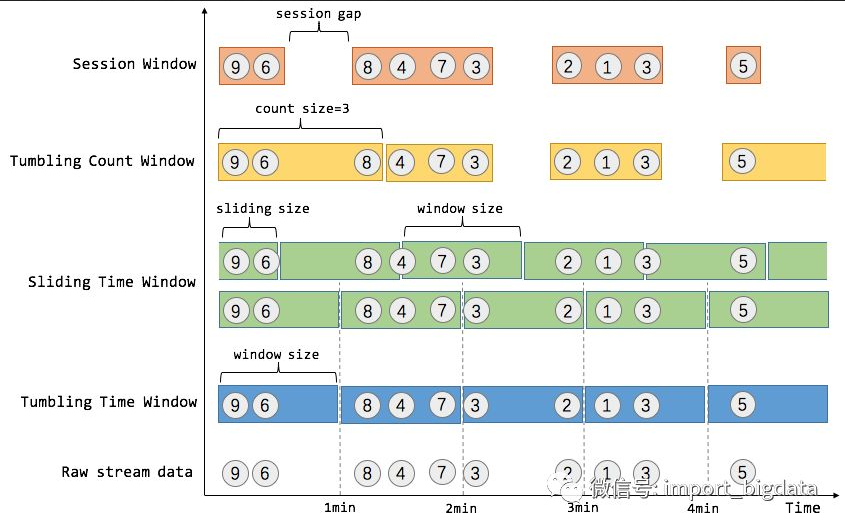 session gap
Session Window
9 6 8 4 7 3 2 1 3 5
count size=3
Tumbling Count Window
9 6 8 4 7 3 2 1 3 5
sliding size window size
9 6 8 4 7 3 2 1 3 5
Sliding Time Window
9 6 8 4 7 3 2 1 3 5
window size
Tumbling Time Window
9 6 8 4 7 3 2 1 3 5
Raw stream data
9 6 8 4 7 3 2 1 3 5
微信号: import_bigdata
1min 2min 3min 4min Time